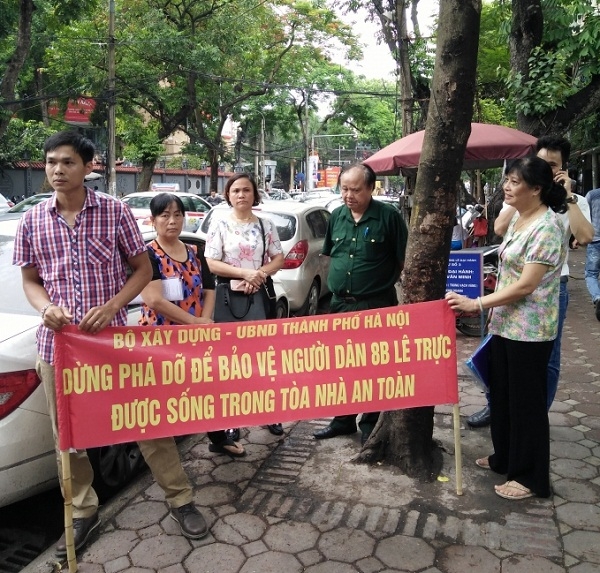 BỘ XÂY DỰNG - UBND THÀNH PHỐ HÀ NỘI
DỪNG PHÁ DỠ ĐỂ BẢO VỆ NGƯỜI DÂN 8B LÊ TRỰC
ĐƯỢC SỐNG TRONG TÒA NHÀ AN TOÀN